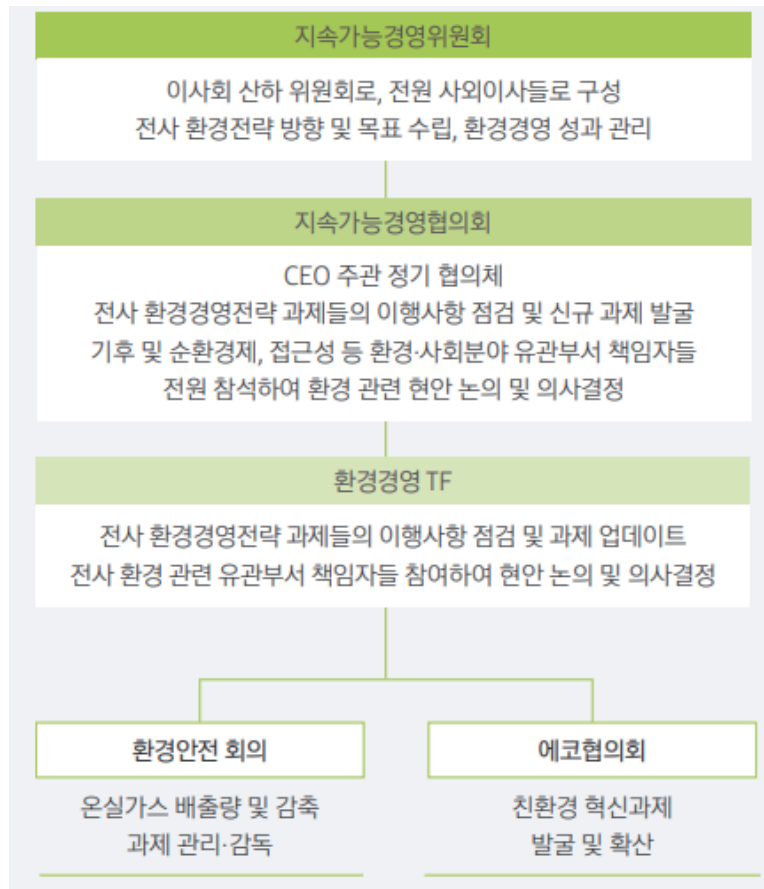 지속가능경영위원회
이사회 산하 위원회로, 전원 사외이사들로 구성
전사 환경전략 방향 및 목표 수립, 환경경영 성과 관리
지속가능경영협의회
CEO 주관 정기 협의체
전사 환경경영전략 과제들의 이행사항 점검 및 신규 과제 발굴
기후 및 순환경제, 접근성 등 환경·사회분야 유관부서 책임자들
전원 참석하여 환경 관련 현안 논의 및 의사결정
환경경영 TF
전사 환경경영전략 과제들의 이행사항 점검 및 과제 업데이트
전사 환경 관련 유관부서 책임자들 참여하여 현안 논의 및 의사결정
환경안전 회의
온실가스 배출량 및 감축
과제 관리·감독
에코협의회
친환경 혁신과제
발굴 및 확산